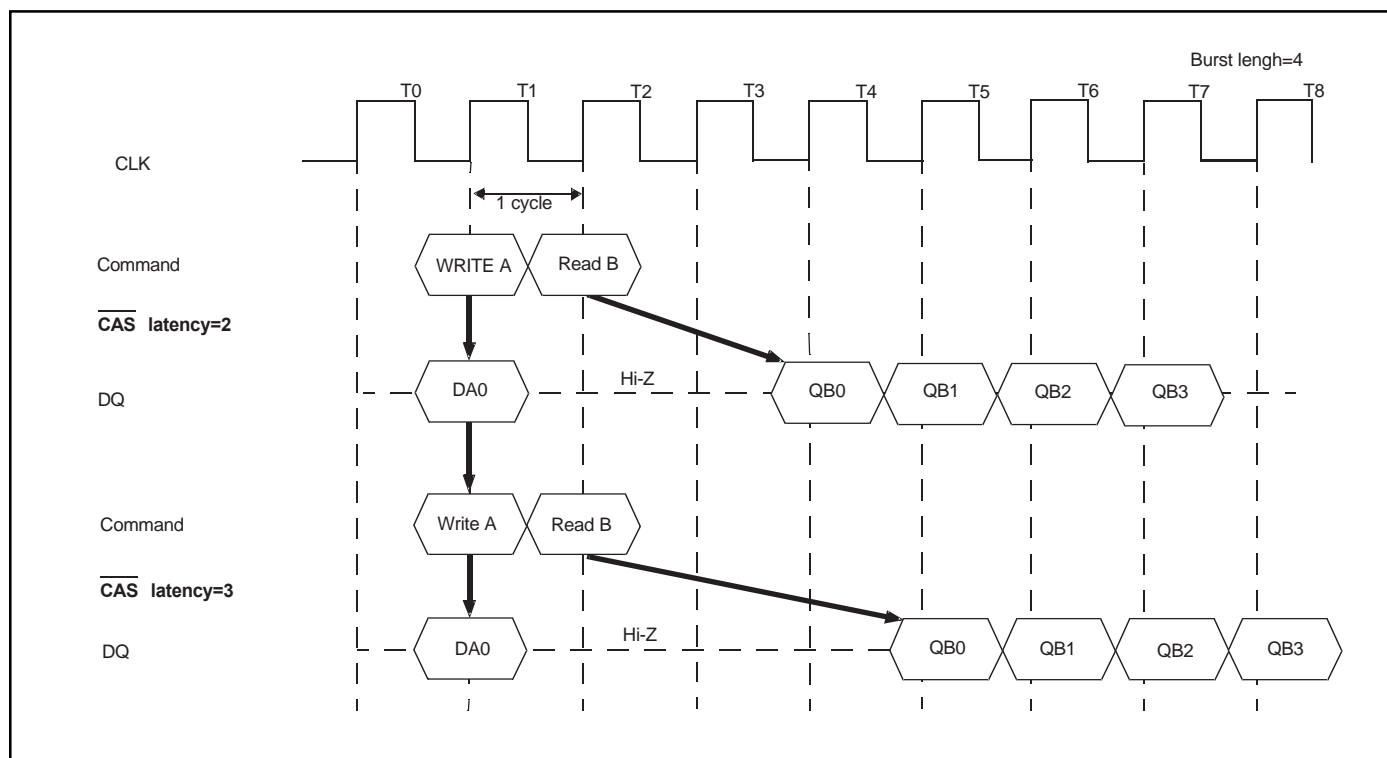 Burst lengh=4
T0 T1 T2 T3 T4 T5 T6 T7 T8
CLK
1 cycle
Command WRITE A Read B
CAS latency=2
DQ DA0 Hi-Z QB0 QB1 QB2 QB3
Command Write A Read B
CAS latency=3
DQ DA0 Hi-Z QB0 QB1 QB2 QB3